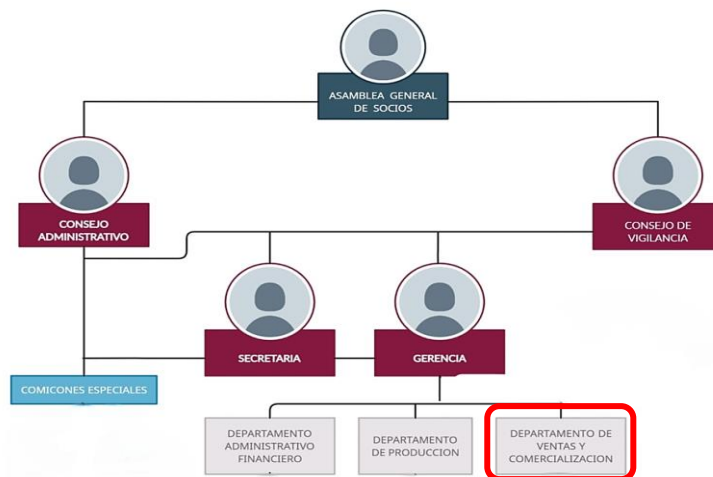 ASAMBLEA GENERAL
DE SOCIOS
CONSEJO
ADMINISTRATIVO
CONSEJO DE
VIGILANCIA
SECRETARIA
GERENCIA
COMICONES ESPECIALES
DEPARTAMENTO
ADMINISTRATIVO
FINANCIERO
DEPARTAMENTO
DE PRODUCCION
DEPARTAMENTO DE
VENTAS Y
COMERCIALIZACION